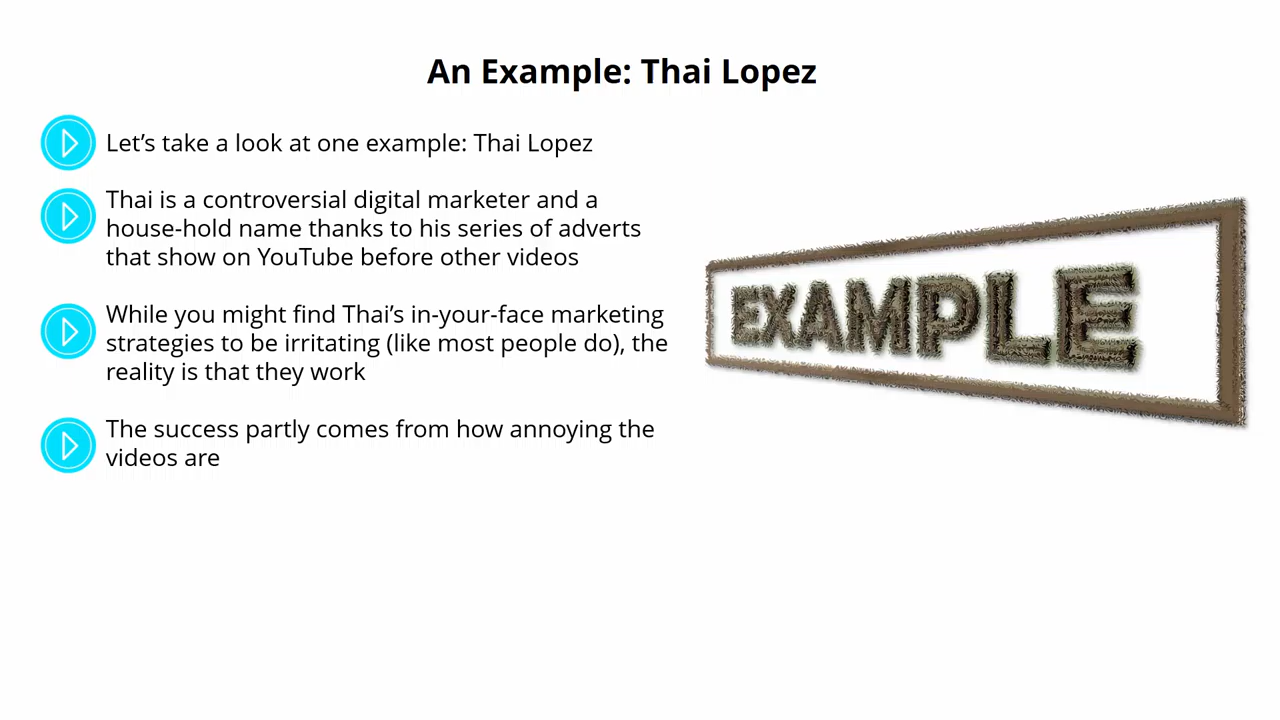 An Example: Thai Lopez
Let’s take a look at one example: Thai Lopez
Thai is a controversial digital marketer and a
house-hold name thanks to his series of adverts
that show on YouTube before other videos
While you might find Thai’s in-your-face marketing
strategies to be irritating (like most people do), the
reality is that they work
The success partly comes from how annoying the
videos are
EXAMPLE